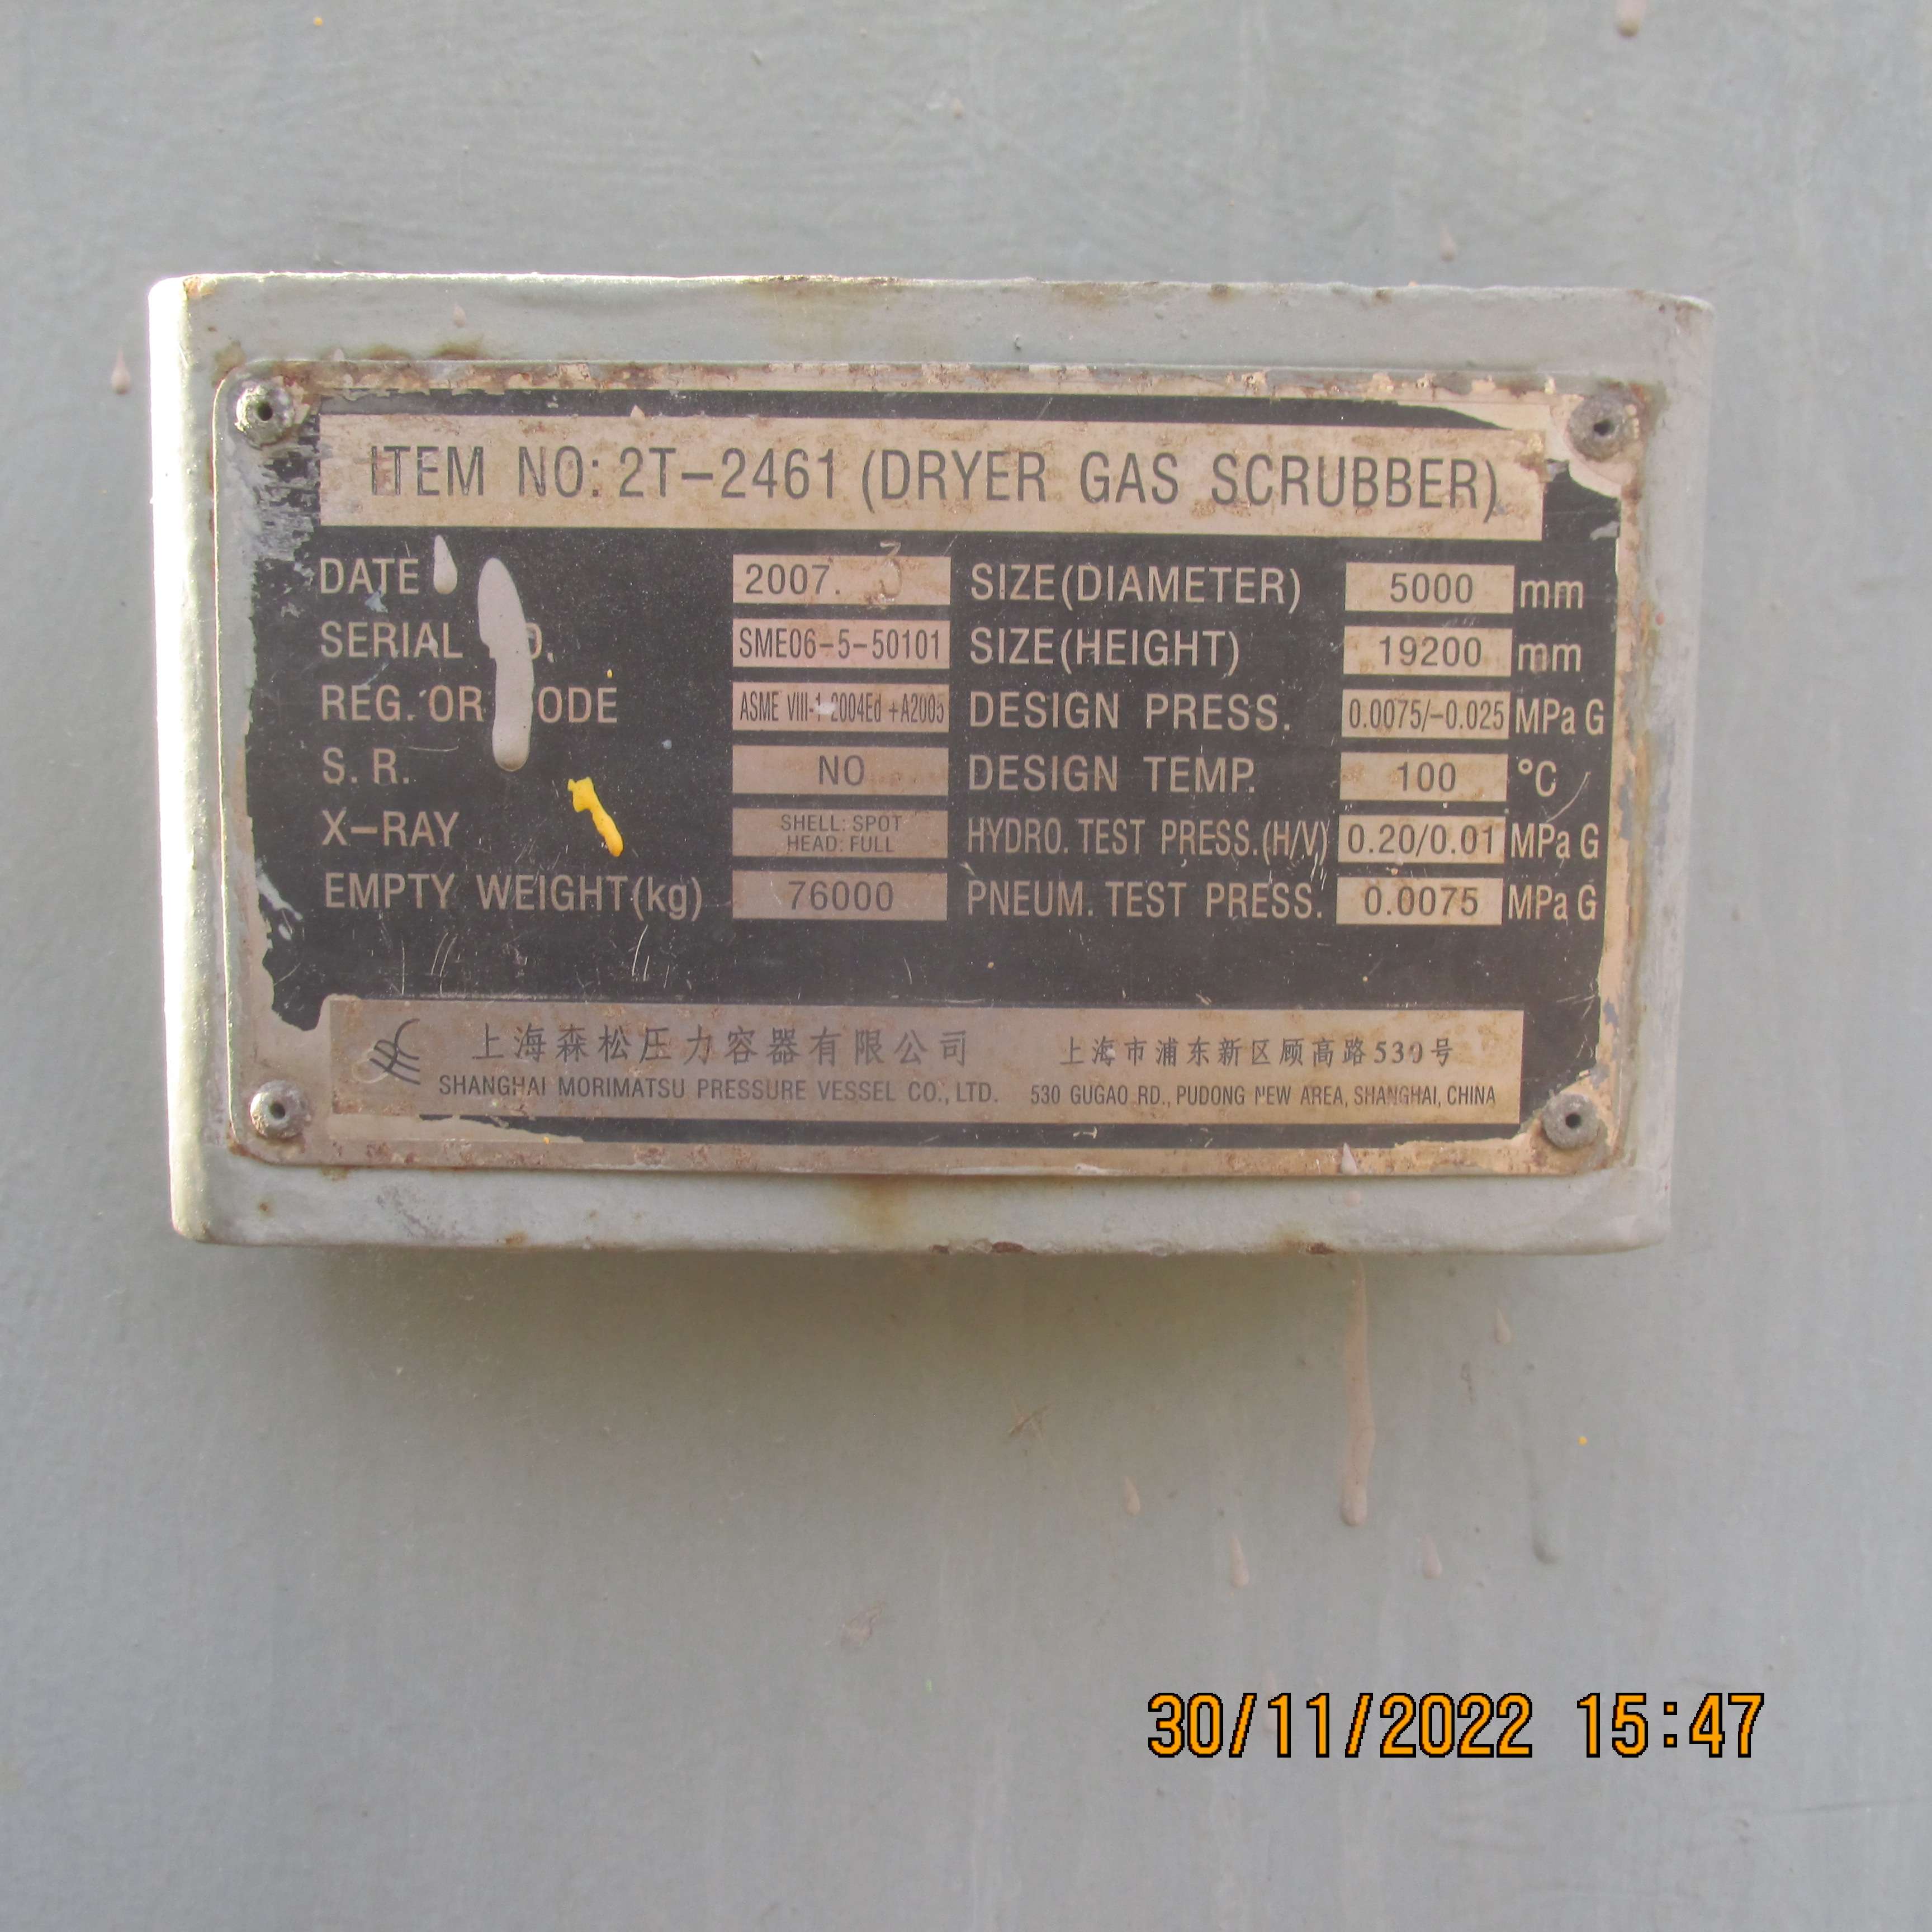 ITEM NO: 2T-2461 (DRYER GAS SCRUBBER)
DATE 2007. 3 SIZE(DIAMETER) 5000 mm
SERIAL SME06-5-50101 SIZE(HEIGHT) 19200 mm
REG. OR ASME VIII-1 2004Ed +A2005 DESIGN PRESS. 0.0075/-0.025 MPa G
S. R. NO DESIGN TEMP. 100 °C
X-RAY SHELL: SPOT HEAD: FULL HYDRO. TEST PRESS.(H/V) 0.20/0.01 MPa G
EMPTY WEIGHT(kg) 76000 PNEUM. TEST PRESS. 0.0075 MPa G
上海森松压力容器有限公司 上海市浦东新区顾高路530号
SHANGHAI MORIMATSU PRESSURE VESSEL CO., LTD. 530 GUGAO RD., PUDONG NEW AREA, SHANGHAI, CHINA
30/11/2022 15:47